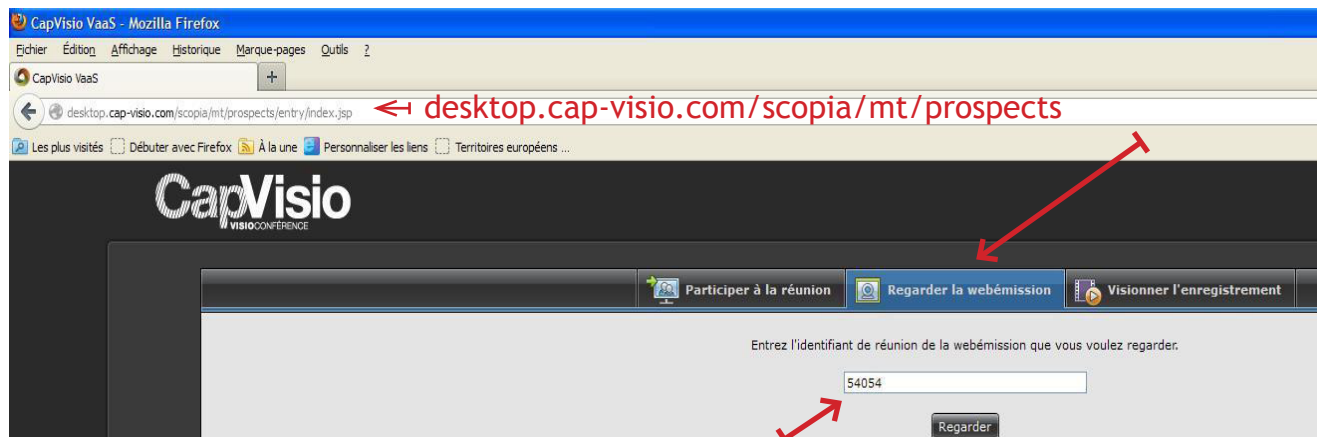 CapVisio VaaS - Mozilla Firefox
Fichier Édition Affichage Historique Marque-pages Outils ?
CapVisio VaaS +
desktop.cap-visio.com/scopia/mt/prospects/entry/index.jsp desktop.cap-visio.com/scopia/mt/prospects
Les plus visités Débuter avec Firefox À la une Personnaliser les liens Territoires européens ...
CapVisio
VISIOCONFÉRENCE
Participer à la réunion Regarder la webémission Visionner l'enregistrement
Entrez l'identifiant de réunion de la webémission que vous voulez regarder.
54054
Regarder